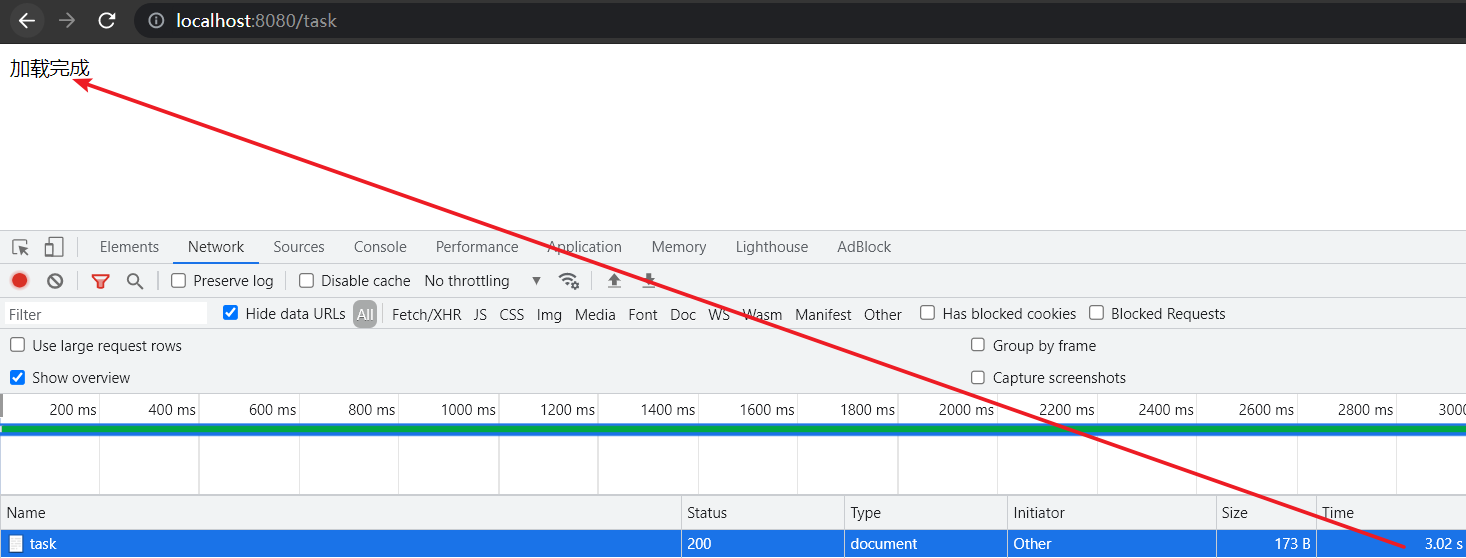 localhost:8080/task
加载完成
Elements Network Sources Console Performance Application Memory Lighthouse AdBlock
Preserve log Disable cache No throttling
Filter Hide data URLs All Fetch/XHR JS CSS Img Media Font Doc WS Wasm Manifest Other Has blocked cookies Blocked Requests
Use large request rows Group by frame
Show overview Capture screenshots
200 ms 400 ms 600 ms 800 ms 1000 ms 1200 ms 1400 ms 1600 ms 1800 ms 2000 ms 2200 ms 2400 ms 2600 ms 2800 ms 3000
Name Status Type Initiator Size Time
task 200 document Other 173 B 3.02 s